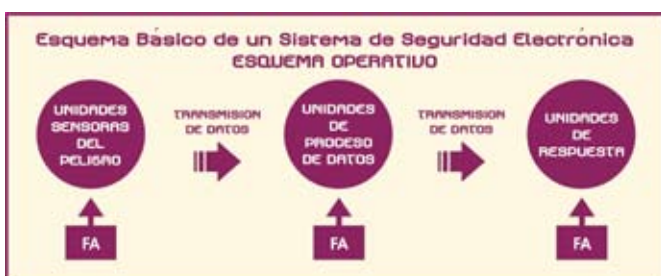 Esquema Básico de un Sistema de Seguridad Electrónica
ESQUEMA OPERATIVO
UNIDADES
SENSORAS
DEL
PELIGRO
TRANSMISION
DE DATOS
UNIDADES
DE
PROCESO
DE DATOS
TRANSMISION
DE DATOS
UNIDADES
DE
RESPUESTA
FA
FA
FA